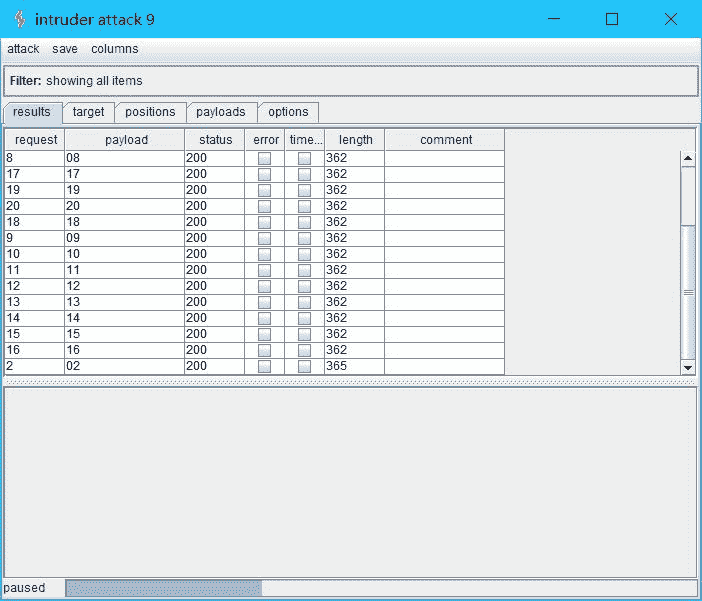 intruder attack 9
attack save columns
Filter: showing all items
results target positions payloads options
request payload status error time... length comment
8 08 200 362
17 17 200 362
19 19 200 362
20 20 200 362
18 18 200 362
9 09 200 362
10 10 200 362
11 11 200 362
12 12 200 362
13 13 200 362
14 14 200 362
15 15 200 362
16 16 200 362
2 02 200 365
paused